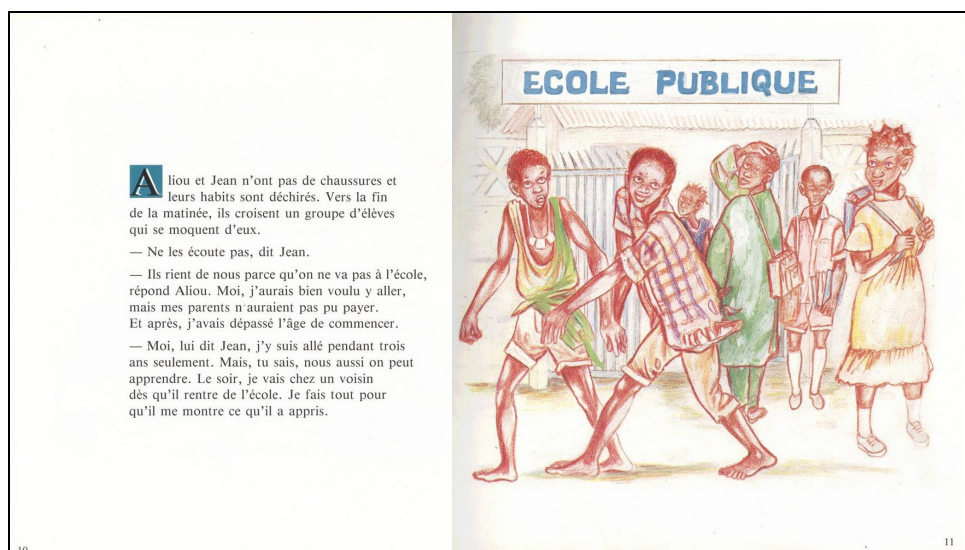 Aliou et Jean n'ont pas de chaussures et
leurs habits sont déchirés. Vers la fin
de la matinée, ils croisent un groupe d'élèves
qui se moquent d'eux.
— Ne les écoute pas, dit Jean.
— Ils rient de nous parce qu'on ne va pas à l'école,
répond Aliou. Moi, j'aurais bien voulu y aller,
mais mes parents n'auraient pas pu payer.
Et après, j'avais dépassé l'âge de commencer.
— Moi, lui dit Jean, j'y suis allé pendant trois
ans seulement. Mais, tu sais, nous aussi on peut
apprendre. Le soir, je vais chez un voisin
dès qu'il rentre de l'école. Je fais tout pour
qu'il me montre ce qu'il a appris.
10
ECOLE PUBLIQUE
11